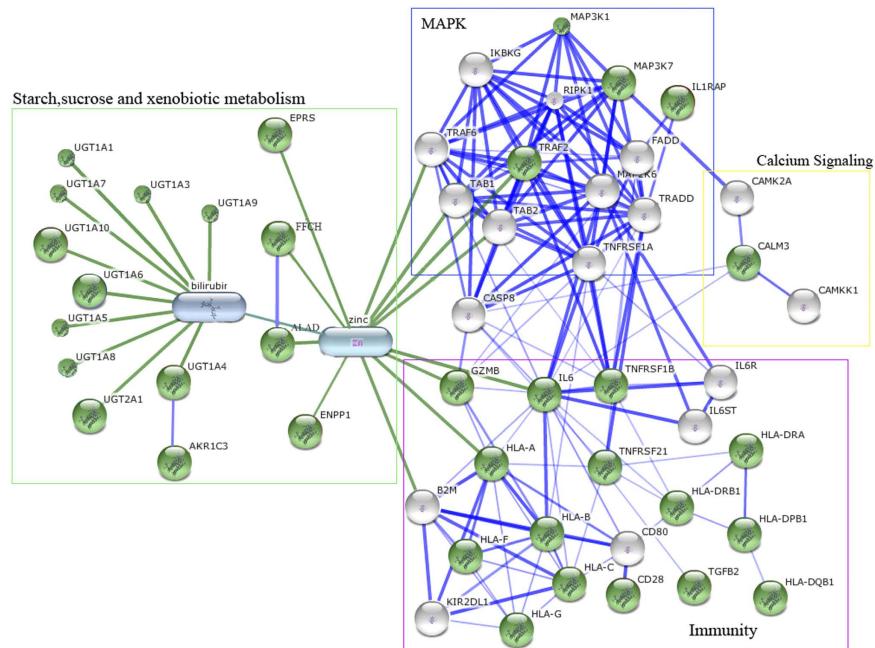 MAPK
MAP3K1
IKBKG
MAP3K7
RIPK1
IL1RAP
Starch,sucrose and xenobiotic metabolism
EPRS
TRAF6
TRAF2
FADD
UGT1A1
Calcium Signaling
UGT1A7
UGT1A3
TAB1
MAP2K6
CAMK2A
UGT1A9
TAB2
TRADD
UGT1A10
FFCH
TNFRSF1A
CALM3
UGT1A6
bilirubir
CAMKK1
CASP8
UGT1A5
ALAD
zinc
Zn
UGT1A8
UGT1A4
GZMB
IL6
TNFRSF1B
IL6R
UGT2A1
ENPP1
IL6ST
AKR1C3
HLA-A
TNFRSF21
HLA-DRA
B2M
HLA-DRB1
HLA-B
HLA-DPB1
HLA-F
CD80
HLA-C
CD28
TGFB2
HLA-DQB1
KIR2DL1
HLA-G
Immunity